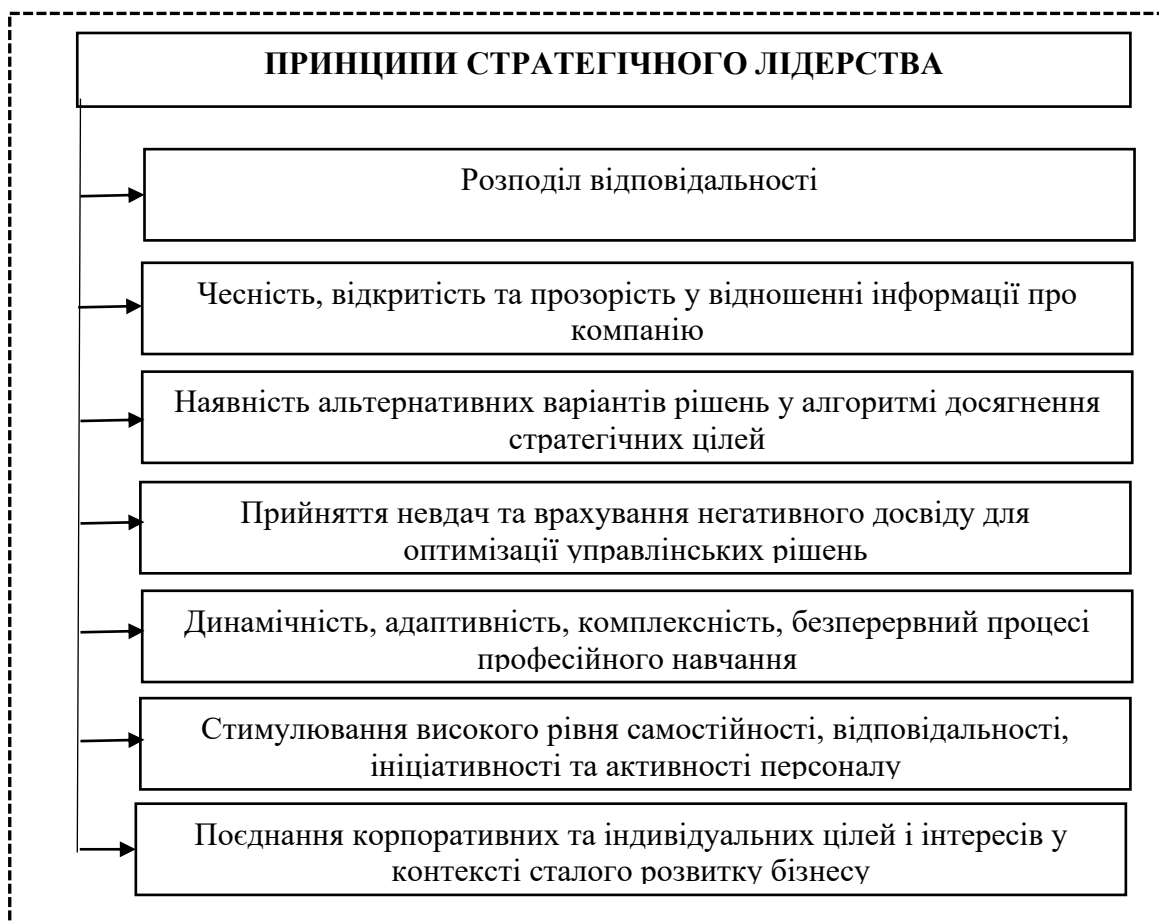 ПРИНЦИПИ СТРАТЕГІЧНОГО ЛІДЕРСТВА
Розподіл відповідальності
Чесність, відкритість та прозорість у відношенні інформації про
компанію
Наявність альтернативних варіантів рішень у алгоритмі досягнення
стратегічних цілей
Прийняття невдач та врахування негативного досвіду для
оптимізації управлінських рішень
Динамічність, адаптивність, комплексність, безперервний процесі
професійного навчання
Стимулювання високого рівня самостійності, відповідальності,
ініціативності та активності персоналу
Поєднання корпоративних та індивідуальних цілей і інтересів у
контексті сталого розвитку бізнесу